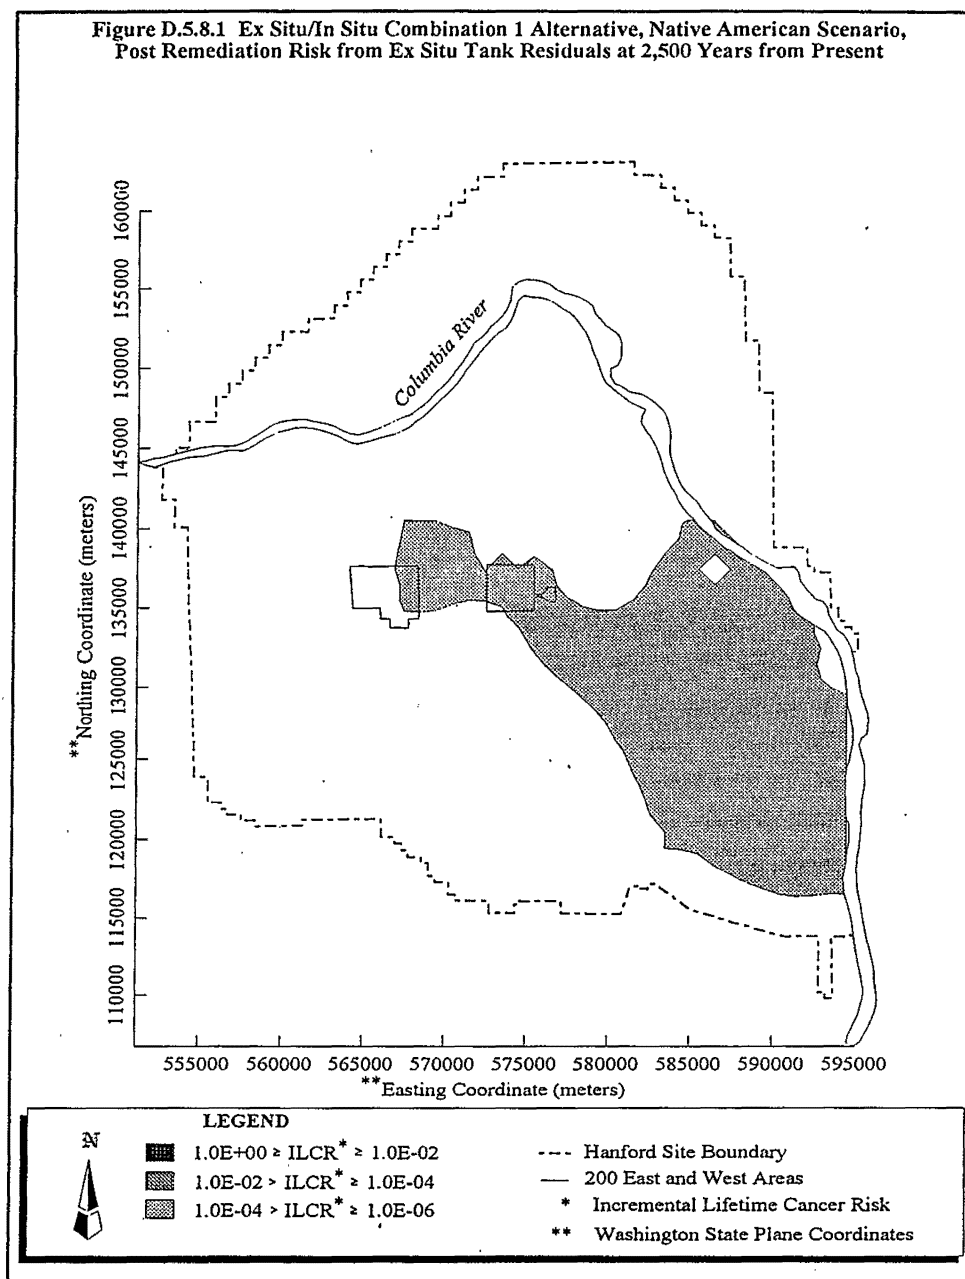 Figure D.5.8.1 Ex Situ/In Situ Combination 1 Alternative, Native American Scenario,
Post Remediation Risk from Ex Situ Tank Residuals at 2,500 Years from Present
Columbia River
**Northing Coordinate (meters)
160000
155000
150000
145000
140000
135000
130000
125000
120000
115000
110000
555000 560000 565000 570000 575000 580000 585000 590000 595000
**Easting Coordinate (meters)
LEGEND
N
1.0E+00 ≥ ILCR* ≥ 1.0E-02
1.0E-02 > ILCR* ≥ 1.0E-04
1.0E-04 > ILCR* ≥ 1.0E-06
Hanford Site Boundary
200 East and West Areas
* Incremental Lifetime Cancer Risk
** Washington State Plane Coordinates